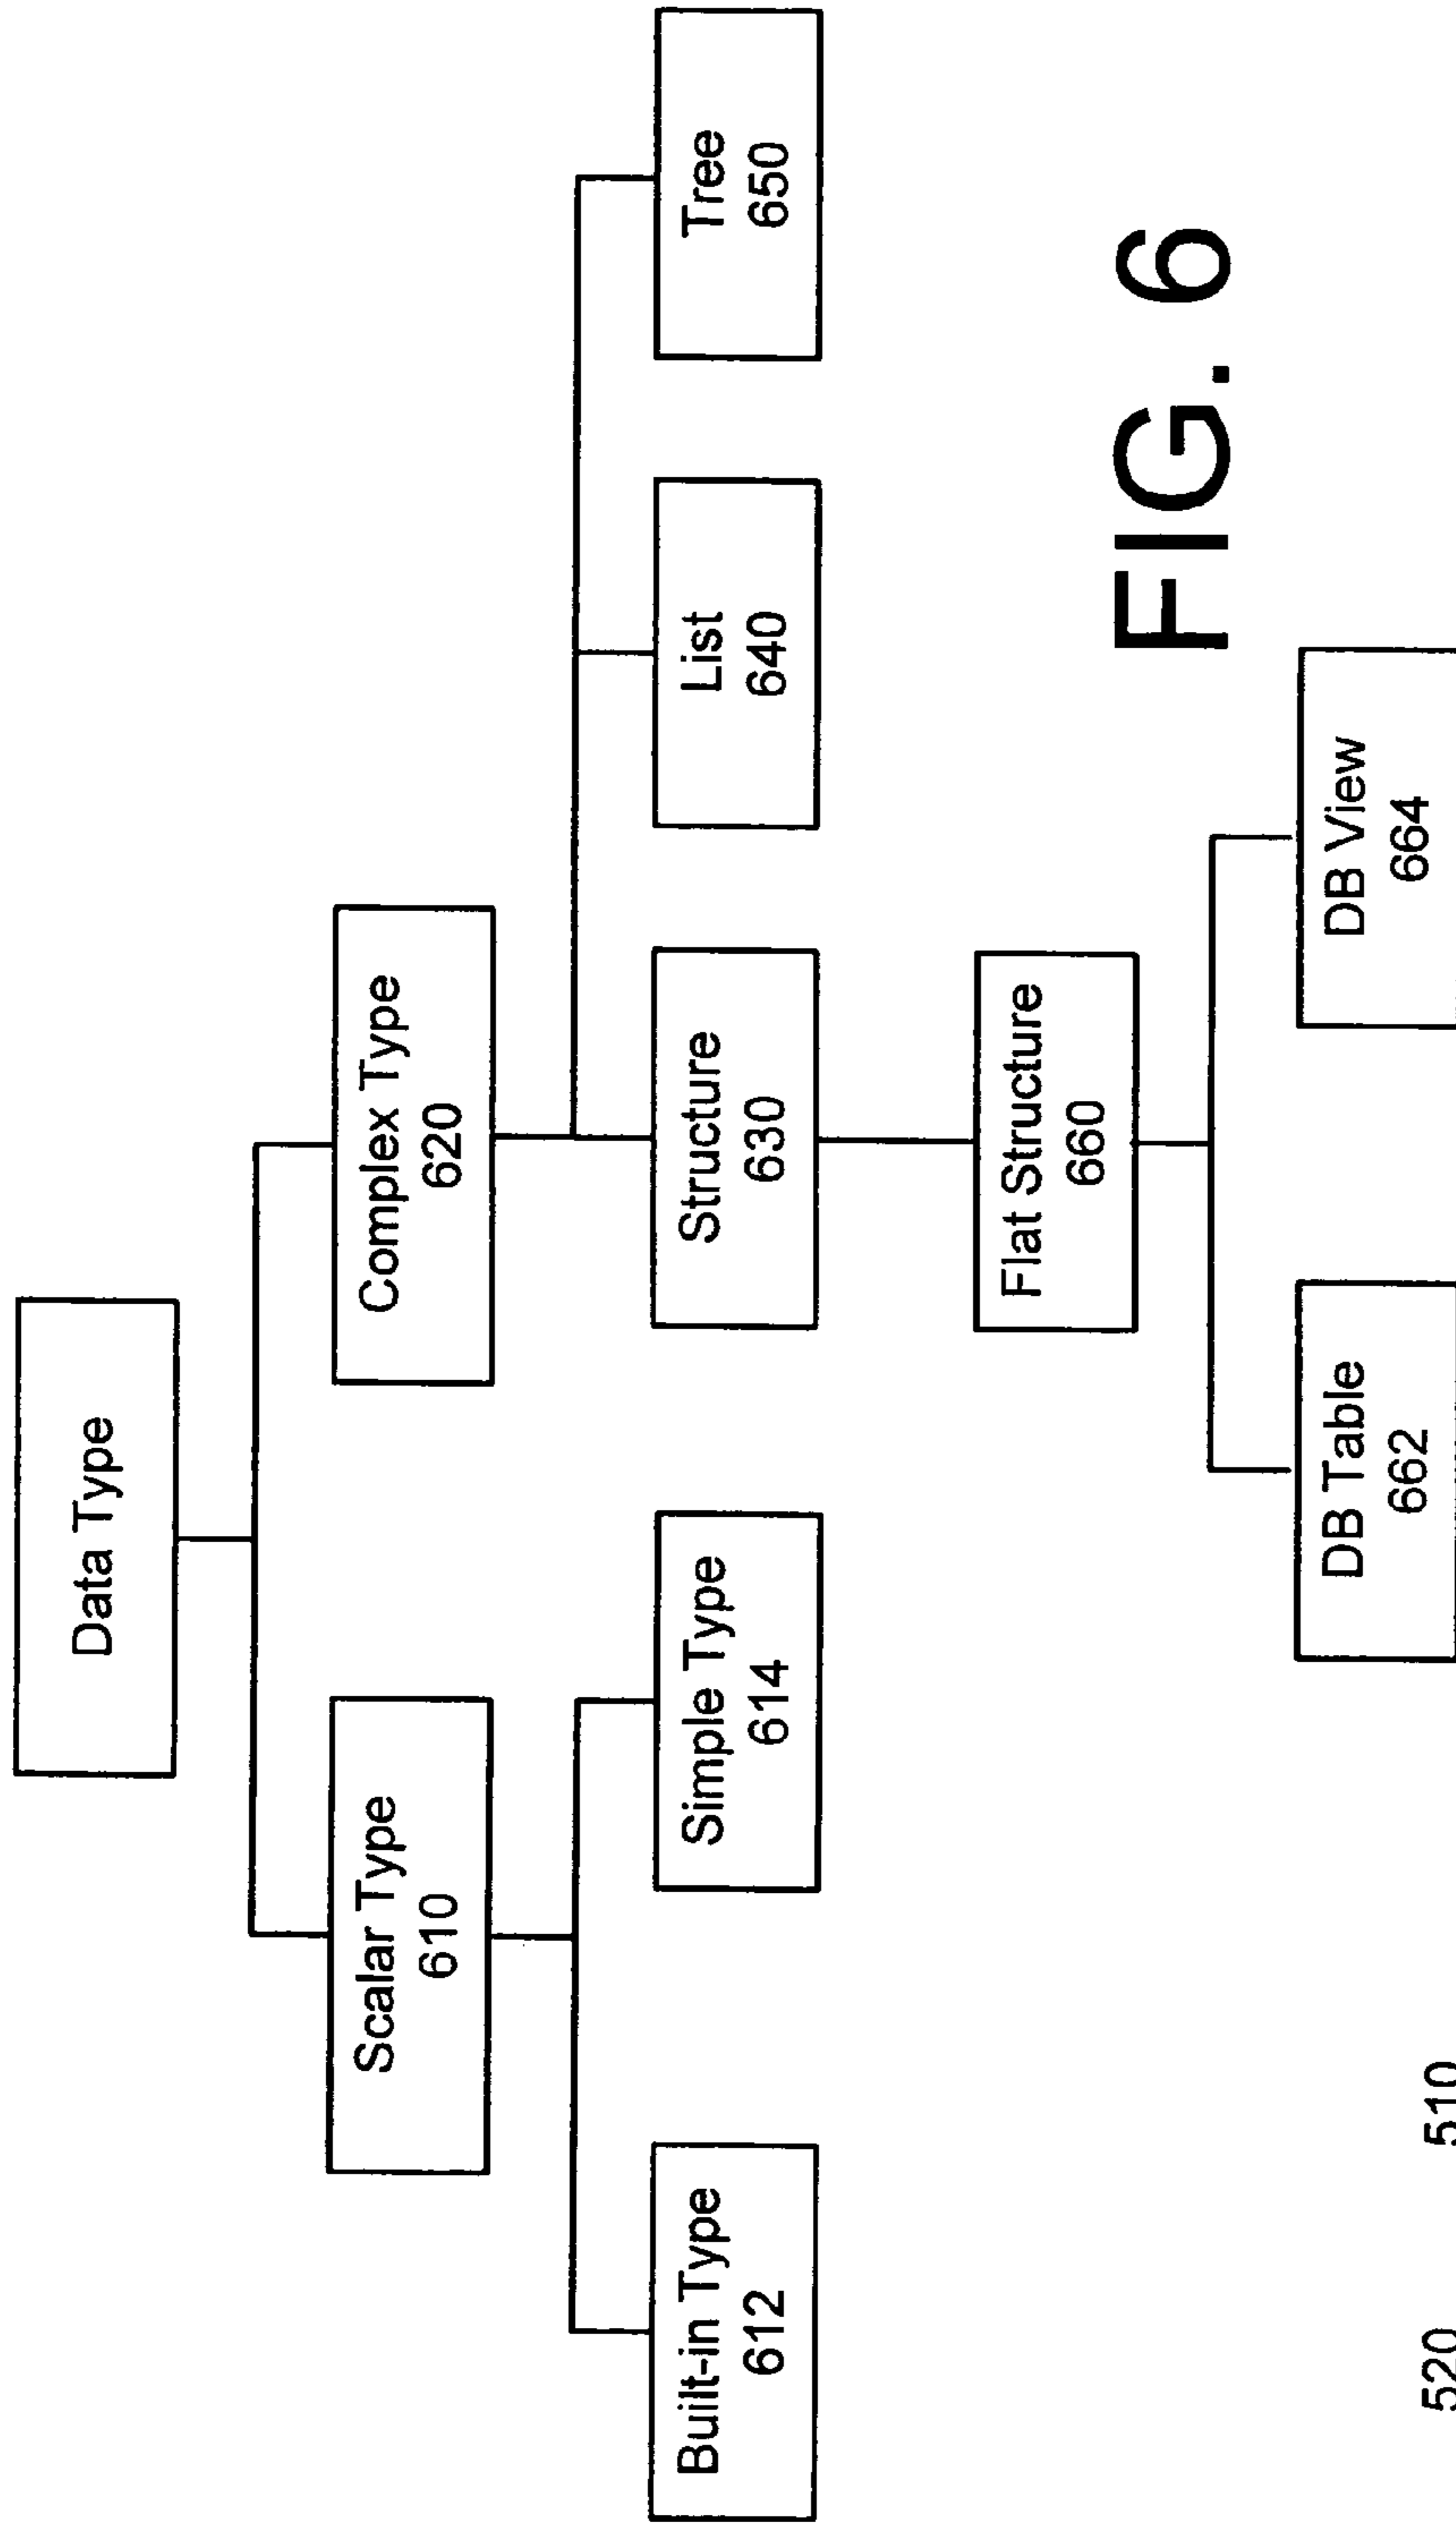 Data Type
Scalar Type
610
Complex Type
620
Built-in Type
612
Simple Type
614
Structure
630
List
640
Tree
650
Flat Structure
660
FIG. 6
DB Table
662
DB View
664
520
510